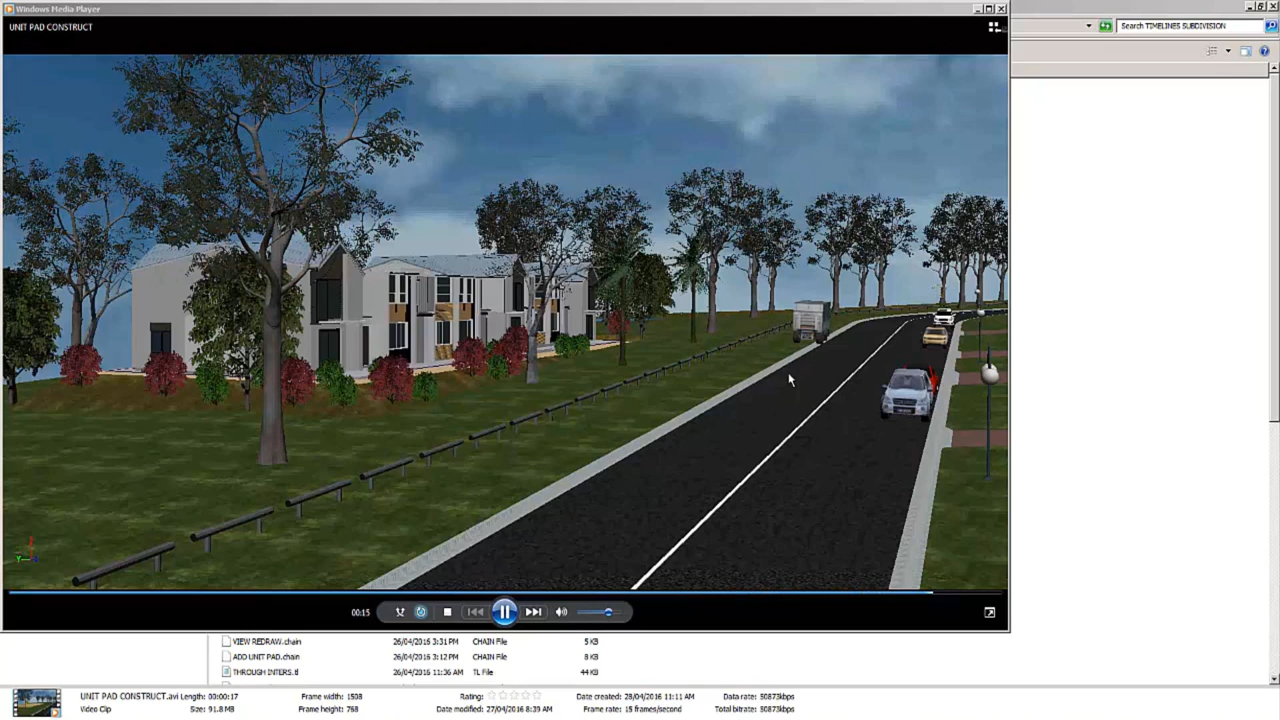 Windows Media Player
UNIT PAD CONSTRUCT
Search TIMELINES SUBDIVISION
00:15
VIEW REDRAW.chain 26/04/2016 3:31 PM CHAIN File 5 KB
ADD UNIT PAD.chain 26/04/2016 3:12 PM CHAIN File 8 KB
THROUGH INTERS.tl 26/04/2016 11:36 AM TL File 44 KB
UNIT PAD CONSTRUCT.avi Length: 00:00:17 Frame width: 1508 Rating: Date created: 28/04/2016 11:11 AM Data rate: 50873kbps
Video Clip Size: 91.8 MB Frame height: 768 Date modified: 27/04/2016 8:39 AM Frame rate: 15 frames/second Total bitrate: 50873kbps